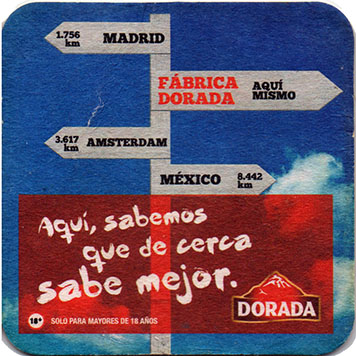 1.756 km MADRID
FÁBRICA DORADA AQUÍ MISMO
3.617 km AMSTERDAM
MÉXICO 8.442 km
Aquí, sabemos
que de cerca
sabe mejor.
DORADA
18+ SOLO PARA MAYORES DE 18 AÑOS